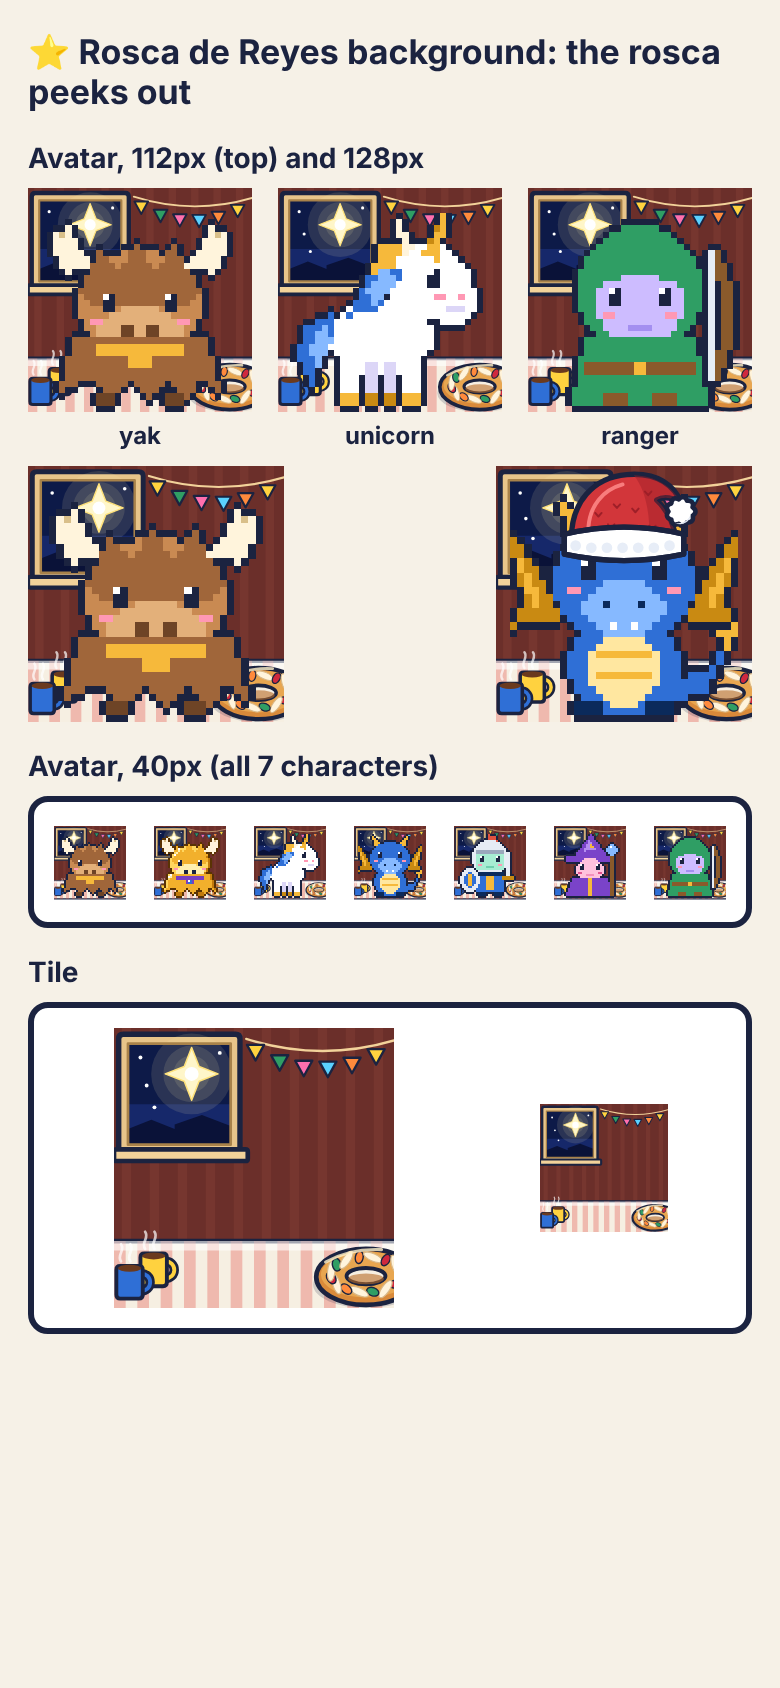 ⭐ Rosca de Reyes background: the rosca
peeks out
Avatar, 112px (top) and 128px
yak
unicorn
ranger
Avatar, 40px (all 7 characters)
Tile